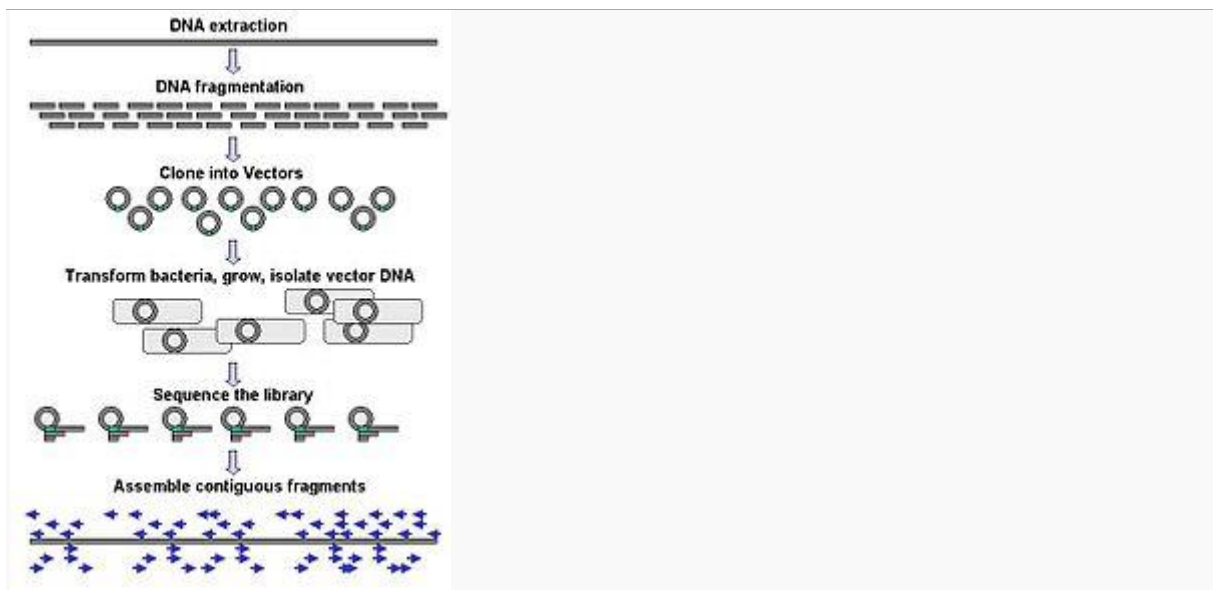 DNA extraction
DNA fragmentation
Clone into Vectors
Transform bacteria, grow, isolate vector DNA
Sequence the library
Assemble contiguous fragments